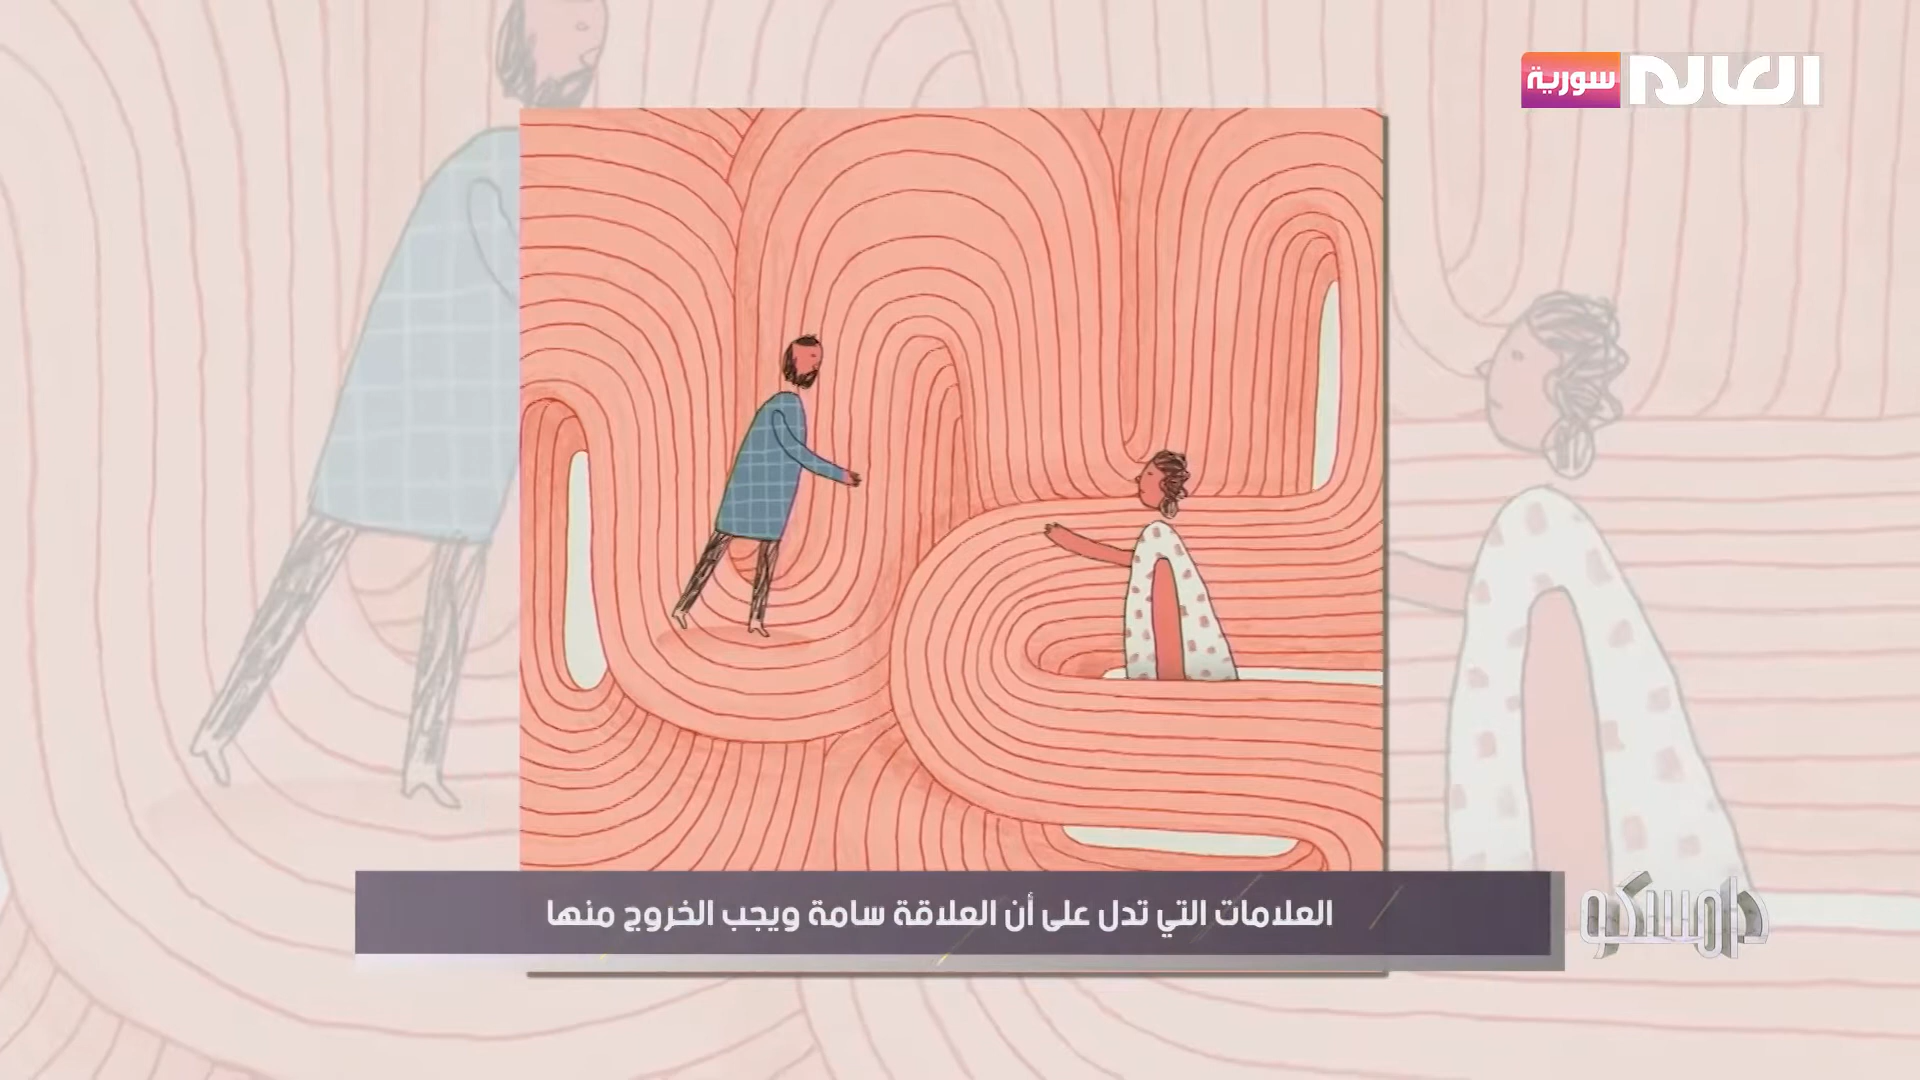 العالم سورية
العلامات التي تدل على أن العلاقة سامة ويجب الخروج منها
دامسكو